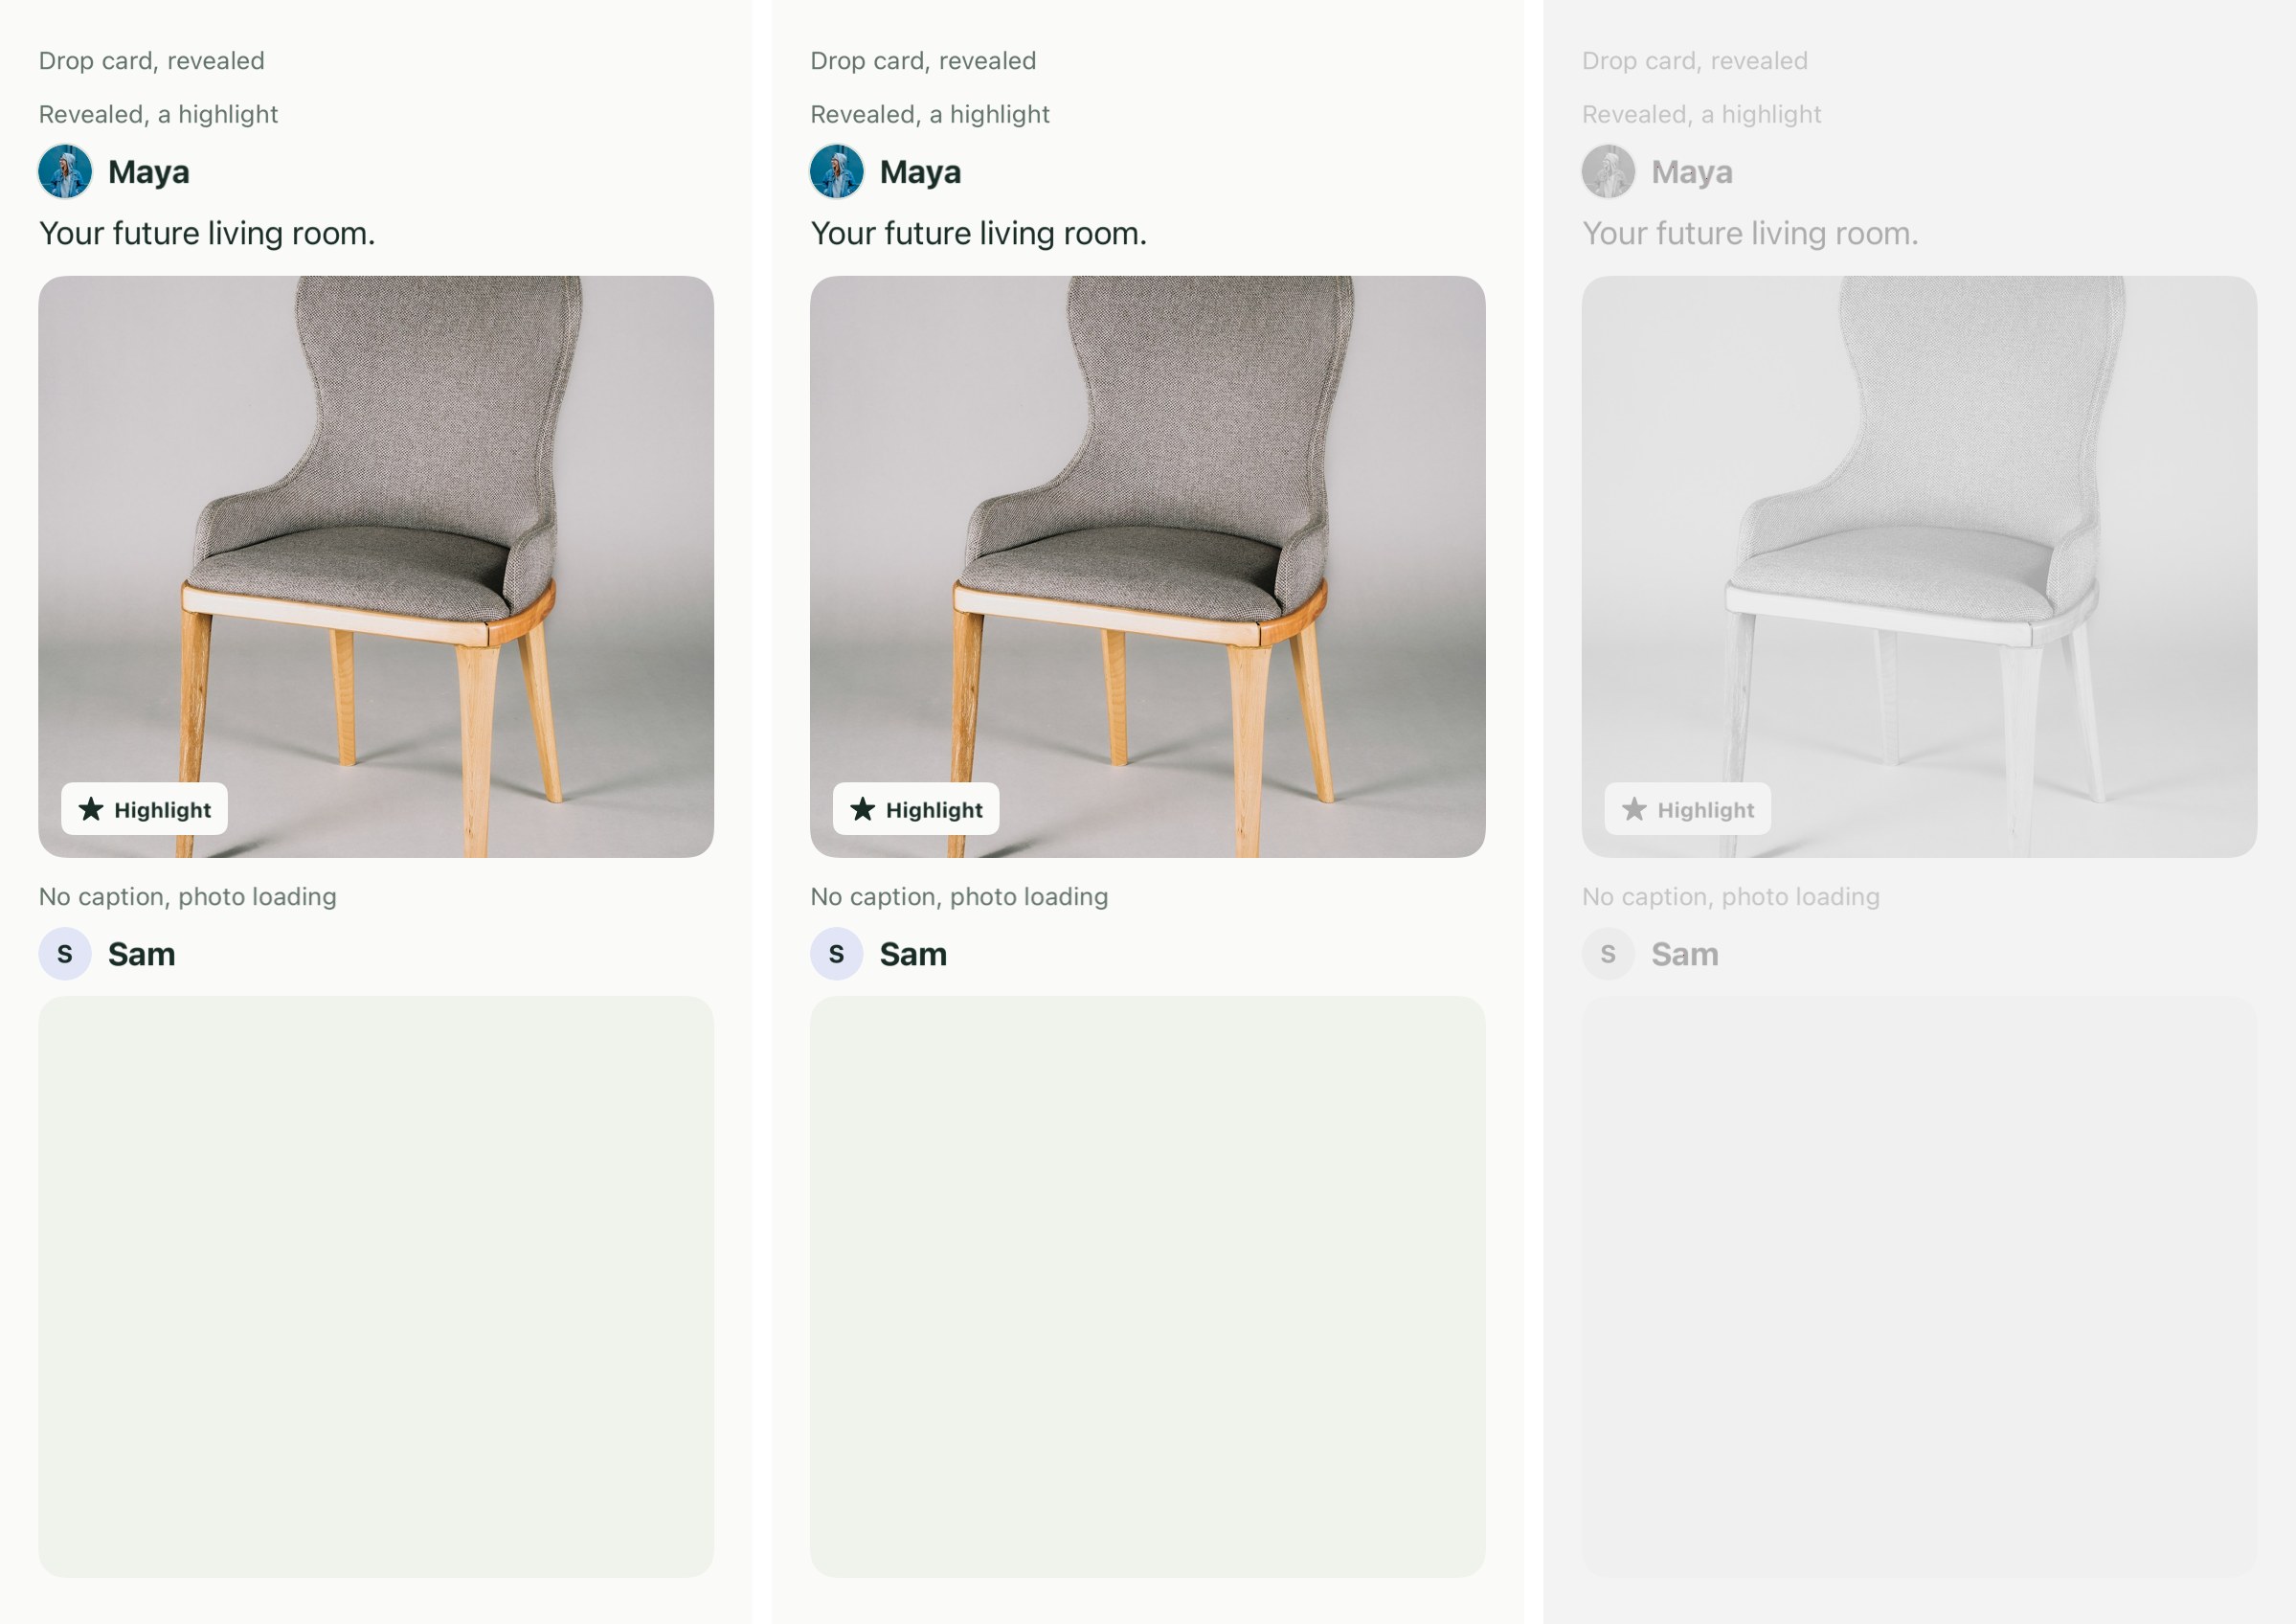 Drop card, revealed
Revealed, a highlight
Maya
Your future living room.
Highlight
No caption, photo loading
S Sam
Drop card, revealed
Revealed, a highlight
Maya
Your future living room.
Highlight
No caption, photo loading
S Sam
Drop card, revealed
Revealed, a highlight
Maya
Your future living room.
Highlight
No caption, photo loading
S Sam